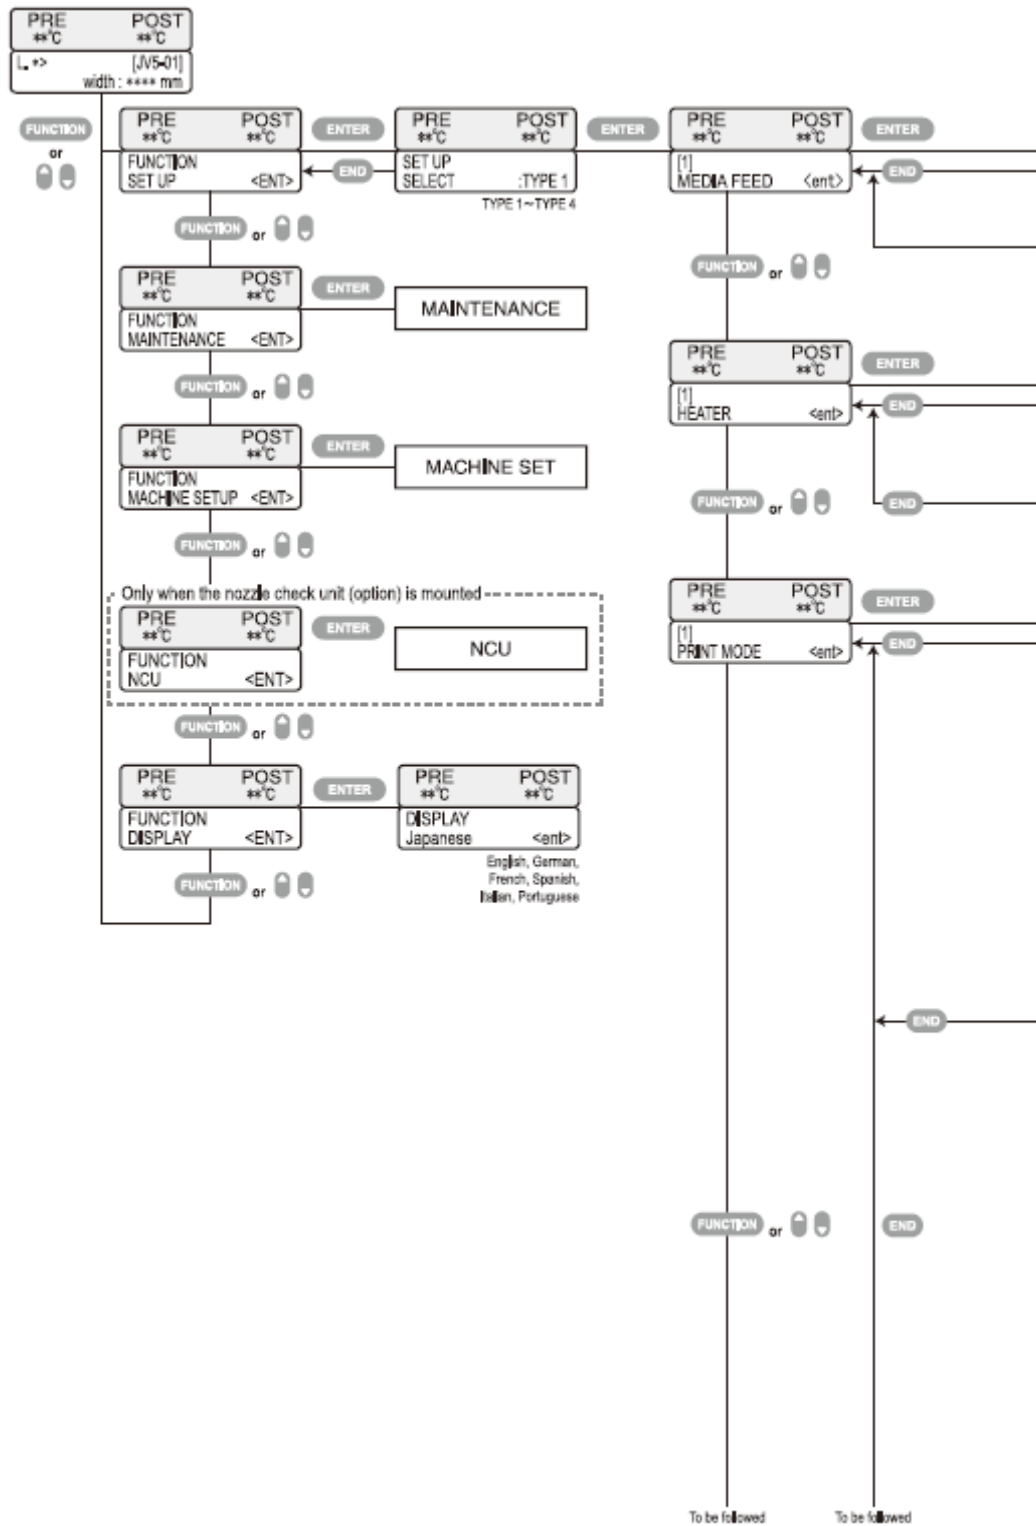 PRE POST
**°C **°C
L. *> [JV5-01]
width : **** mm
FUNCTION
or
PRE POST
**°C **°C
FUNCTION
SET UP <ENT>
ENTER
END
PRE POST
**°C **°C
SET UP
SELECT :TYPE 1
TYPE 1~TYPE 4
ENTER
PRE POST
**°C **°C
[1]
MEDIA FEED <ent>
ENTER
END
FUNCTION or
PRE POST
**°C **°C
FUNCTION
MAINTENANCE <ENT>
ENTER
MAINTENANCE
FUNCTION or
PRE POST
**°C **°C
[1]
HEATER <ent>
ENTER
END
FUNCTION or
PRE POST
**°C **°C
FUNCTION
MACHINE SETUP <ENT>
ENTER
MACHINE SET
FUNCTION or
END
FUNCTION or
Only when the nozzle check unit (option) is mounted
PRE POST
**°C **°C
FUNCTION
NCU <ENT>
ENTER
NCU
PRE POST
**°C **°C
[1]
PRINT MODE <ent>
ENTER
END
FUNCTION or
PRE POST
**°C **°C
FUNCTION
DISPLAY <ENT>
ENTER
PRE POST
**°C **°C
DISPLAY
Japanese <ent>
English, German,
French, Spanish,
Italian, Portuguese
FUNCTION or
END
FUNCTION or
END
To be followed To be followed